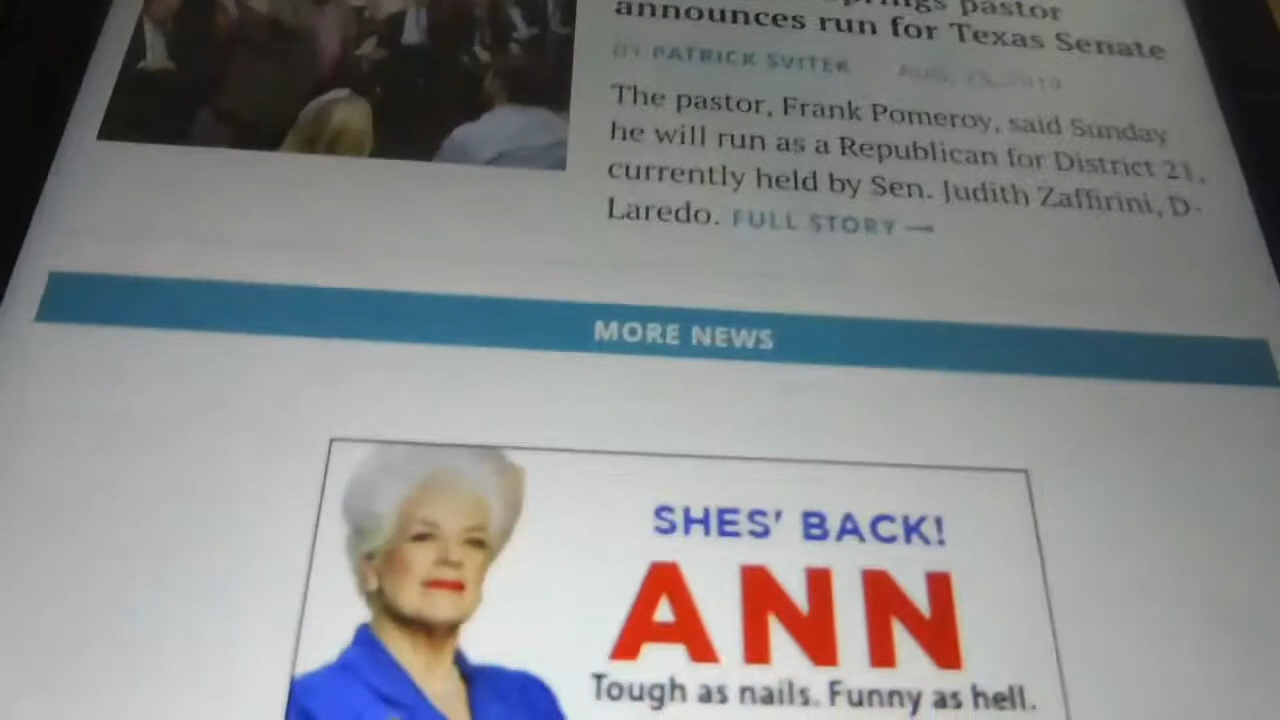 pastor
announces run for Texas Senate
BY PATRICK SVITEK
The pastor, Frank Pomeroy, said Sunday
he will run as a Republican for District 21,
currently held by Sen. Judith Zaffirini, D-
Laredo. FULL STORY →
MORE NEWS
SHES' BACK!
ANN
Tough as nails. Funny as hell.